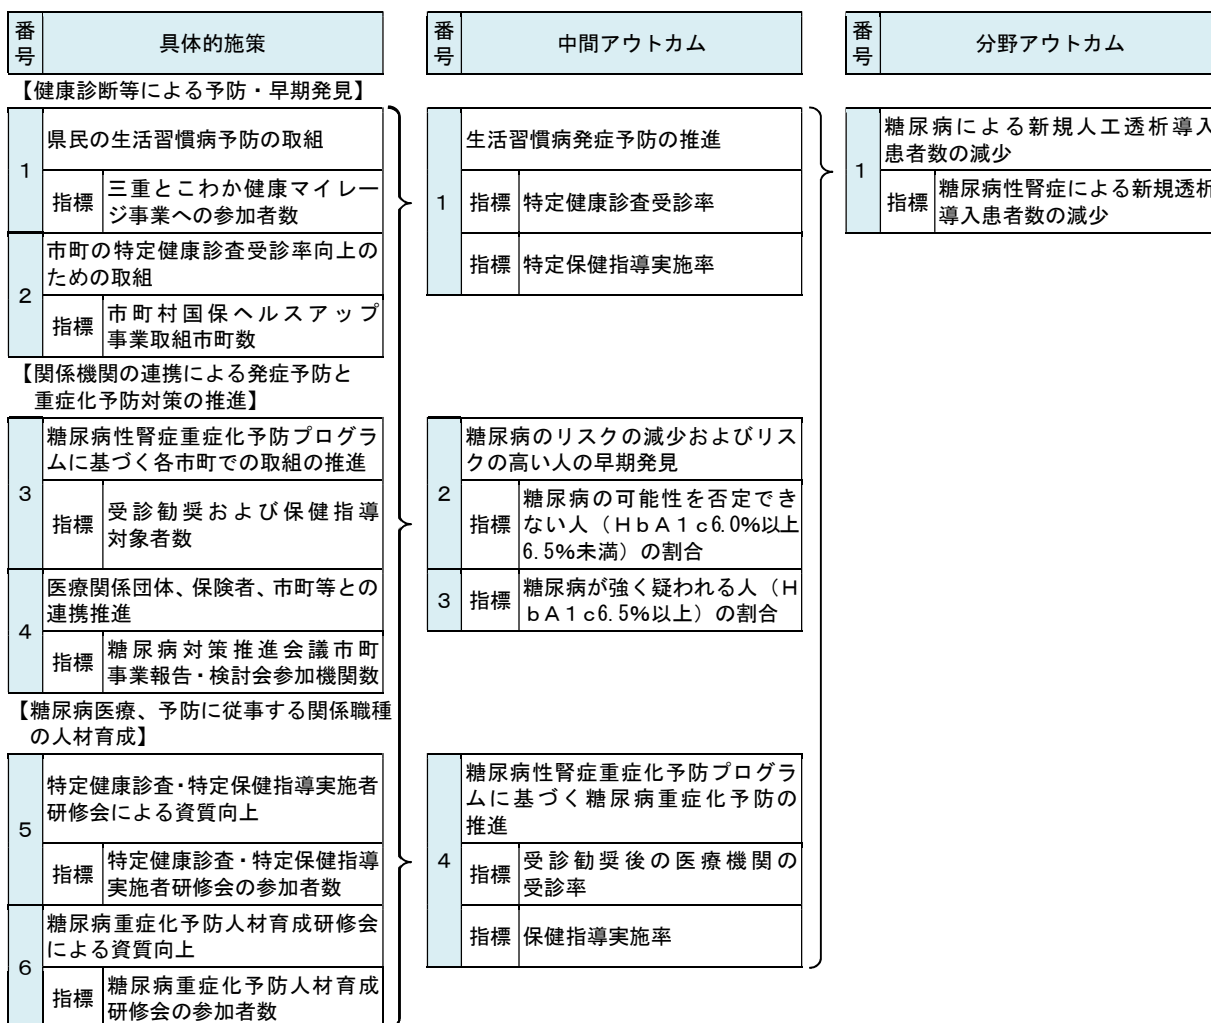 番号
具体的施策
【健康診断等による予防・早期発見】
1
県民の生活習慣病予防の取組
指標
三重とこわか健康マイレー
ジ事業への参加者数
2
市町の特定健康診査受診率向上の
ための取組
指標
市町村国保ヘルスアップ
事業取組市町数
【関係機関の連携による発症予防と
重症化予防対策の推進】
3
糖尿病性腎症重症化予防プログラ
ムに基づく各市町での取組の推進
指標
受診勧奨および保健指導
対象者数
4
医療関係団体、保険者、市町等との
連携推進
指標
糖尿病対策推進会議市町
事業報告・検討会参加機関数
【糖尿病医療、予防に従事する関係職種
の人材育成】
5
特定健康診査・特定保健指導実施者
研修会による資質向上
指標
特定健康診査・特定保健指導
実施者研修会の参加者数
6
糖尿病重症化予防人材育成研修会
による資質向上
指標
糖尿病重症化予防人材育成
研修会の参加者数
番号
中間アウトカム
1
生活習慣病発症予防の推進
指標
特定健康診査受診率
指標
特定保健指導実施率
2
糖尿病のリスクの減少およびリス
クの高い人の早期発見
指標
糖尿病の可能性を否定でき
ない人（ＨｂＡ１ｃ6.0%以上
6.5%未満）の割合
3
指標
糖尿病が強く疑われる人（Ｈ
ｂＡ１ｃ6.5%以上）の割合
4
糖尿病性腎症重症化予防プログラ
ムに基づく糖尿病重症化予防の
推進
指標
受診勧奨後の医療機関の
受診率
指標
保健指導実施率
番号
分野アウトカム
1
糖尿病による新規人工透析導入
患者数の減少
指標
糖尿病性腎症による新規透析
導入患者数の減少